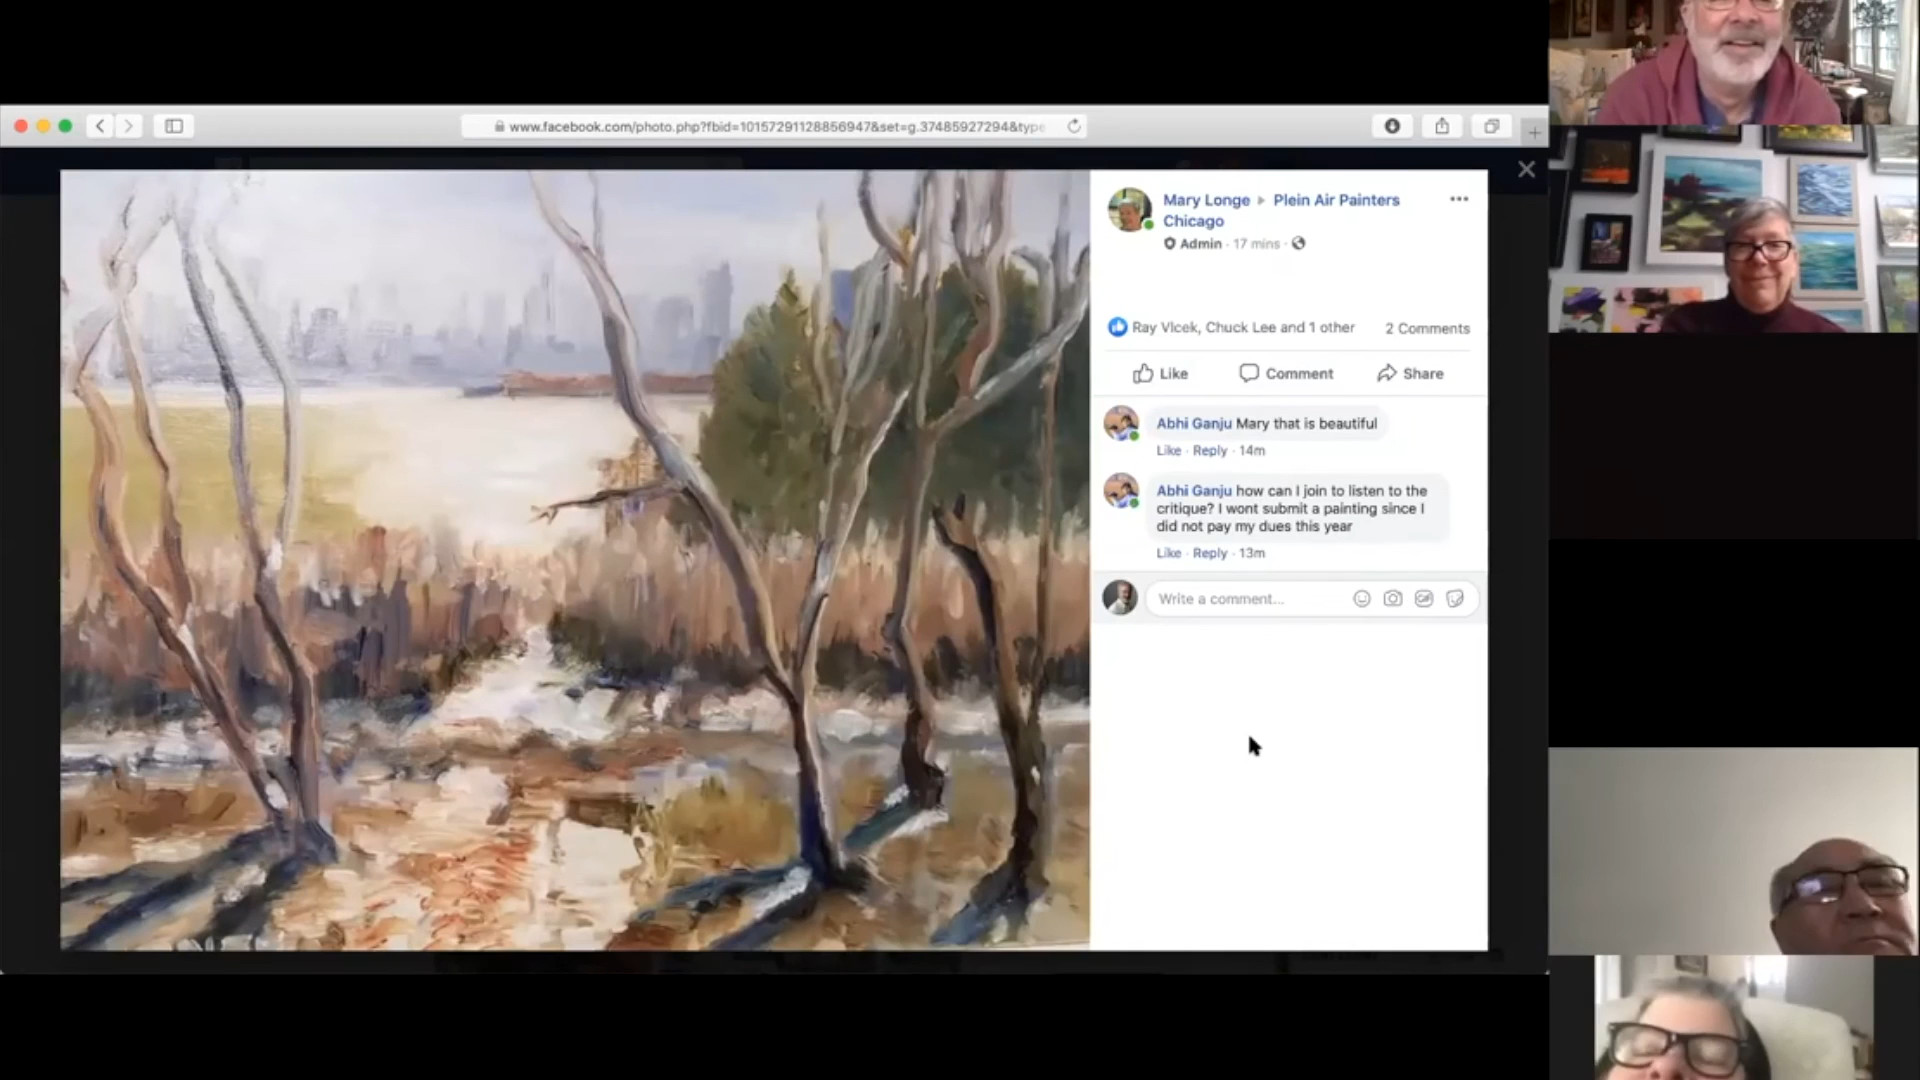 www.facebook.com/photo.php?fbid=10157291128856947&set=g.37485927294&type
Mary Longe ▸ Plein Air Painters
Chicago
Admin · 17 mins ·
Ray Vlcek, Chuck Lee and 1 other 2 Comments
Like Comment Share
Abhi Ganju Mary that is beautiful
Like · Reply · 14m
Abhi Ganju how can I join to listen to the
critique? I wont submit a painting since I
did not pay my dues this year
Like · Reply · 13m
Write a comment...
GIF